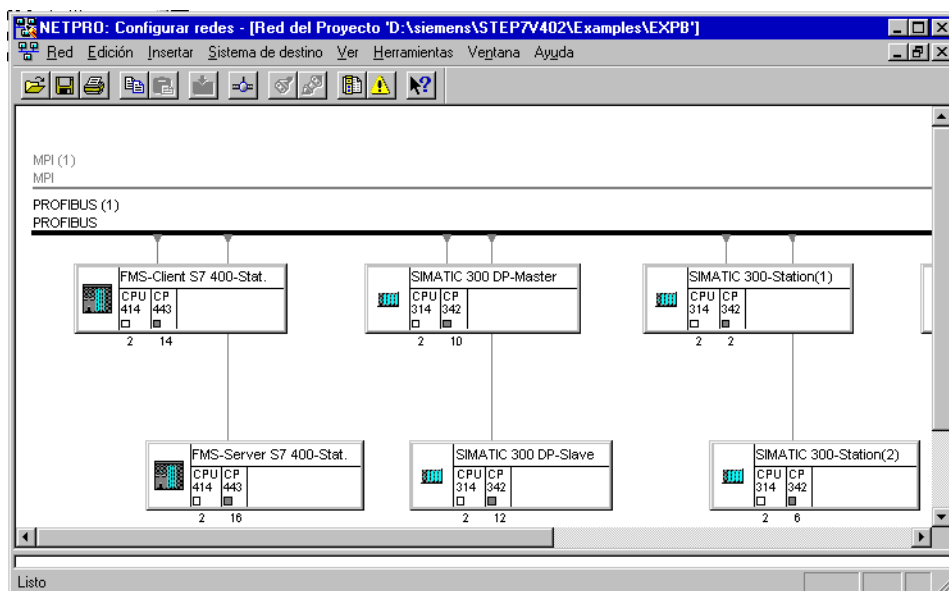 NETPRO: Configurar redes - [Red del Proyecto 'D:\siemens\STEP7V402\Examples\EXPB']
Red Edición Insertar Sistema de destino Ver Herramientas Ventana Ayuda
MPI (1)
MPI
PROFIBUS (1)
PROFIBUS
FMS-Client S7 400-Stat.
CPU CP
414 443
2 14
SIMATIC 300 DP-Master
CPU CP
314 342
2 10
SIMATIC 300-Station(1)
CPU CP
314 342
2 2
FMS-Server S7 400-Stat.
CPU CP
414 443
2 16
SIMATIC 300 DP-Slave
CPU CP
314 342
2 12
SIMATIC 300-Station(2)
CPU CP
314 342
2 6
Listo